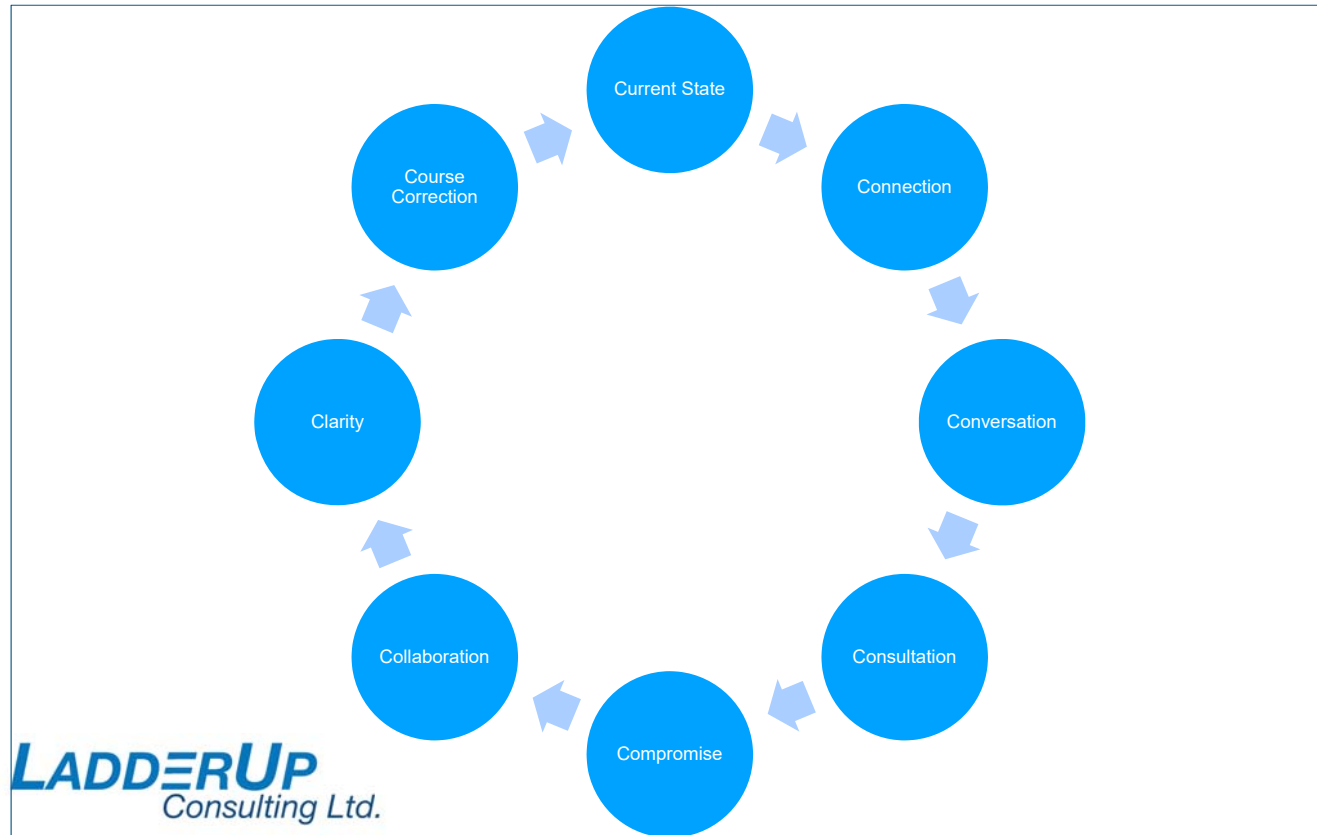 Current State
Connection
Conversation
Consultation
Compromise
Collaboration
Clarity
Course
Correction
LADDERUP
Consulting Ltd.